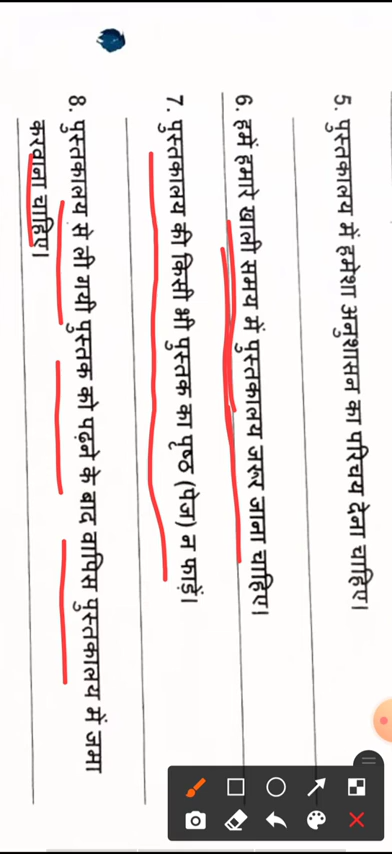 5. पुस्तकालय में हमेशा अनुशासन का परिचय देना चाहिए।
6. हमें हमारे खाली समय में पुस्तकालय जरूर जाना चाहिए।
7. पुस्तकालय की किसी भी पुस्तक का पृष्ठ (पेज) न फाड़ें।
8. पुस्तकालय से ली गयी पुस्तक को पढ़ने के बाद वापिस पुस्तकालय में जमा
करवाना चाहिए।